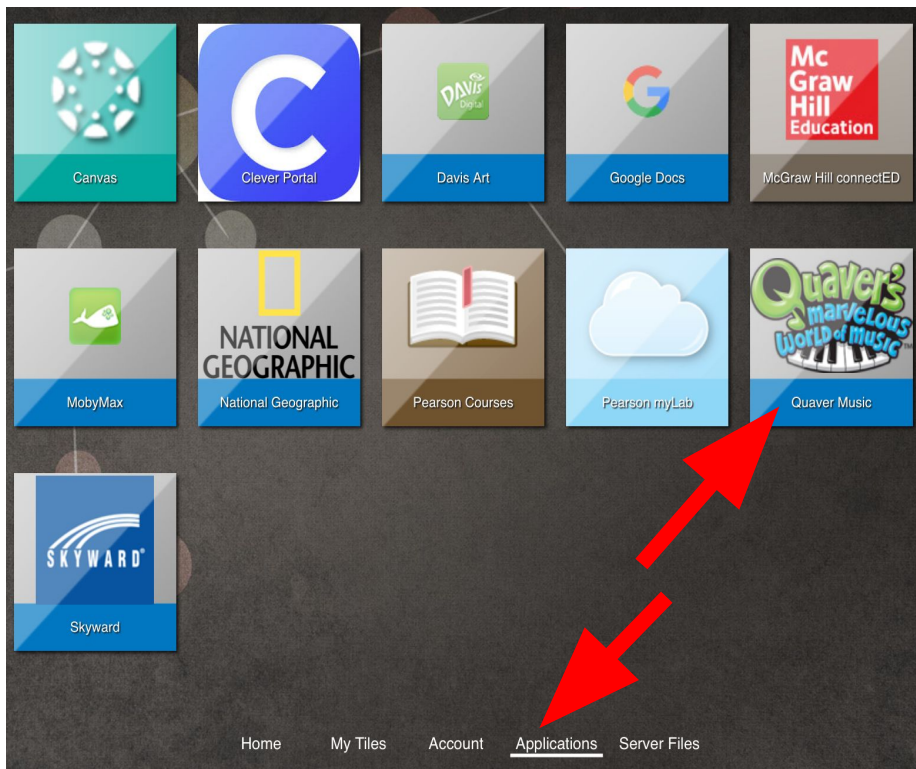 Mc
Graw
Hill
Education
DAVIS
Digital
Canvas
Clever Portal
Davis Art
Google Docs
McGraw Hill connectED
NATIONAL
GEOGRAPHIC
Quaver's
marvelous
WORLD of MUSIC™
MobyMax
National Geographic
Pearson Courses
Pearson myLab
Quaver Music
SKYWARD®
Skyward
Home
My Tiles
Account
Applications
Server Files